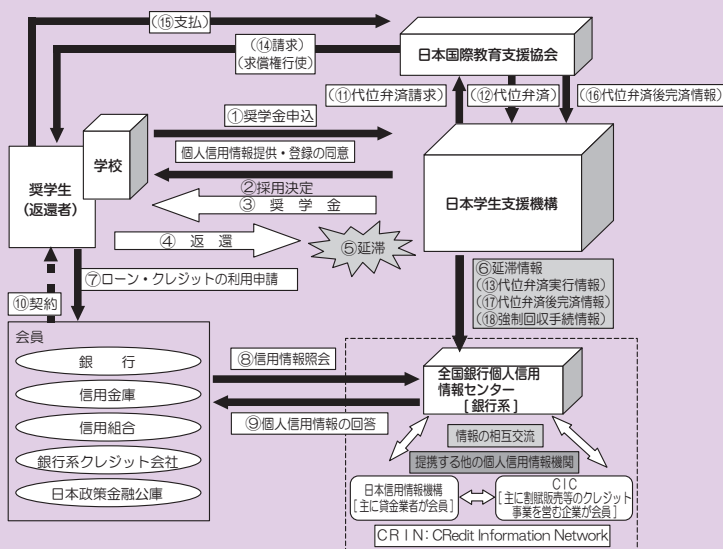 (⑮支払)
(⑭請求)
(求償権行使)
日本国際教育支援協会
(⑪代位弁済請求)
(⑫代位弁済)
(⑯代位弁済後完済情報)
①奨学金申込
個人信用情報提供・登録の同意
②採用決定
③ 奨 学 金
④ 返 還
⑤延滞
学校
奨学生
(返還者)
日本学生支援機構
⑥延滞情報
(⑬代位弁済実行情報)
(⑰代位弁済後完済情報)
(⑱強制回収手続情報)
⑦ローン・クレジットの利用申請
⑩契約
会員
銀 行
信用金庫
信用組合
銀行系クレジット会社
日本政策金融公庫
⑧信用情報照会
⑨個人信用情報の回答
全国銀行個人信用
情報センター
[ 銀行系 ]
情報の相互交流
提携する他の個人信用情報機関
日本信用情報機構
[ 主に貸金業者が会員 ]
CIC
[ 主に割賦販売等のクレジット
事業を営む企業が会員 ]
CRIN: CRedit Information Network